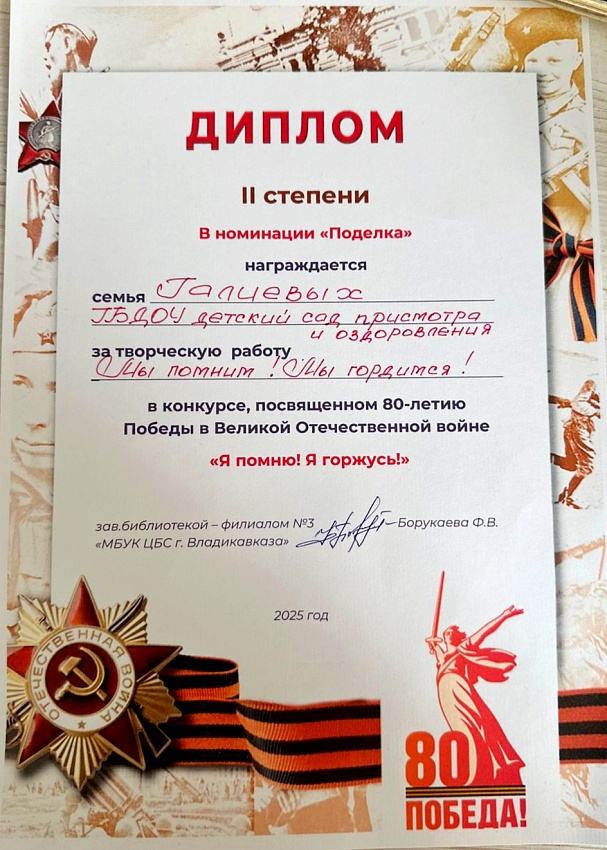 ДИПЛОМ
II степени
В номинации «Поделка»
награждается
семья Галиевых
ГБДОУ детский сад присмотра
и оздоровления
за творческую работу
Мы помним! Мы гордимся!
в конкурсе, посвященном 80-летию
Победы в Великой Отечественной войне
«Я помню! Я горжусь!»
зав.библиотекой – филиалом №3 Борукаева Ф.В.
«МБУК ЦБС г. Владикавказа»
2025 год
ОТЕЧЕСТВЕННАЯ ВОЙНА
80
ПОБЕДА!